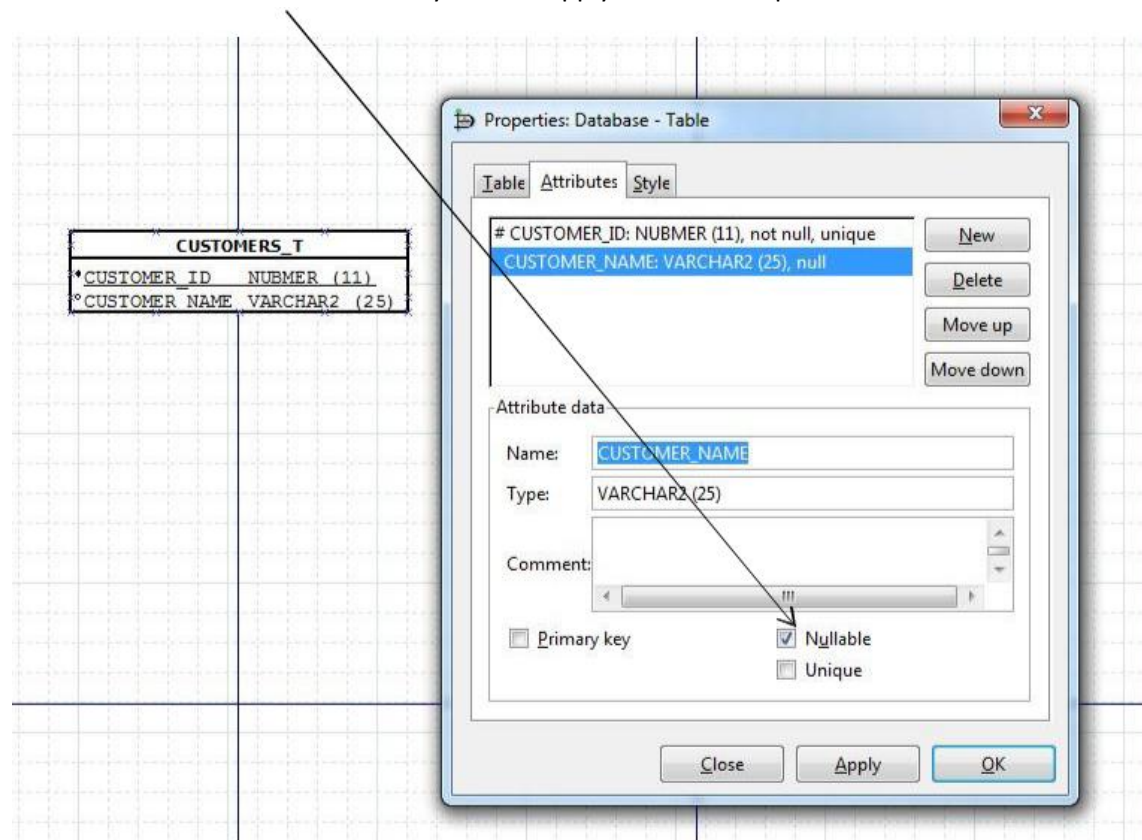 Properties: Database - Table
Table Attributes Style
# CUSTOMER_ID: NUBMER (11), not null, unique
CUSTOMER_NAME: VARCHAR2 (25), null
New
Delete
Move up
Move down
CUSTOMERS_T
CUSTOMER_ID NUBMER (11)
CUSTOMER_NAME VARCHAR2 (25)
Attribute data
Name: CUSTOMER_NAME
Type: VARCHAR2 (25)
Comment:
Primary key
Nullable
Unique
Close Apply OK